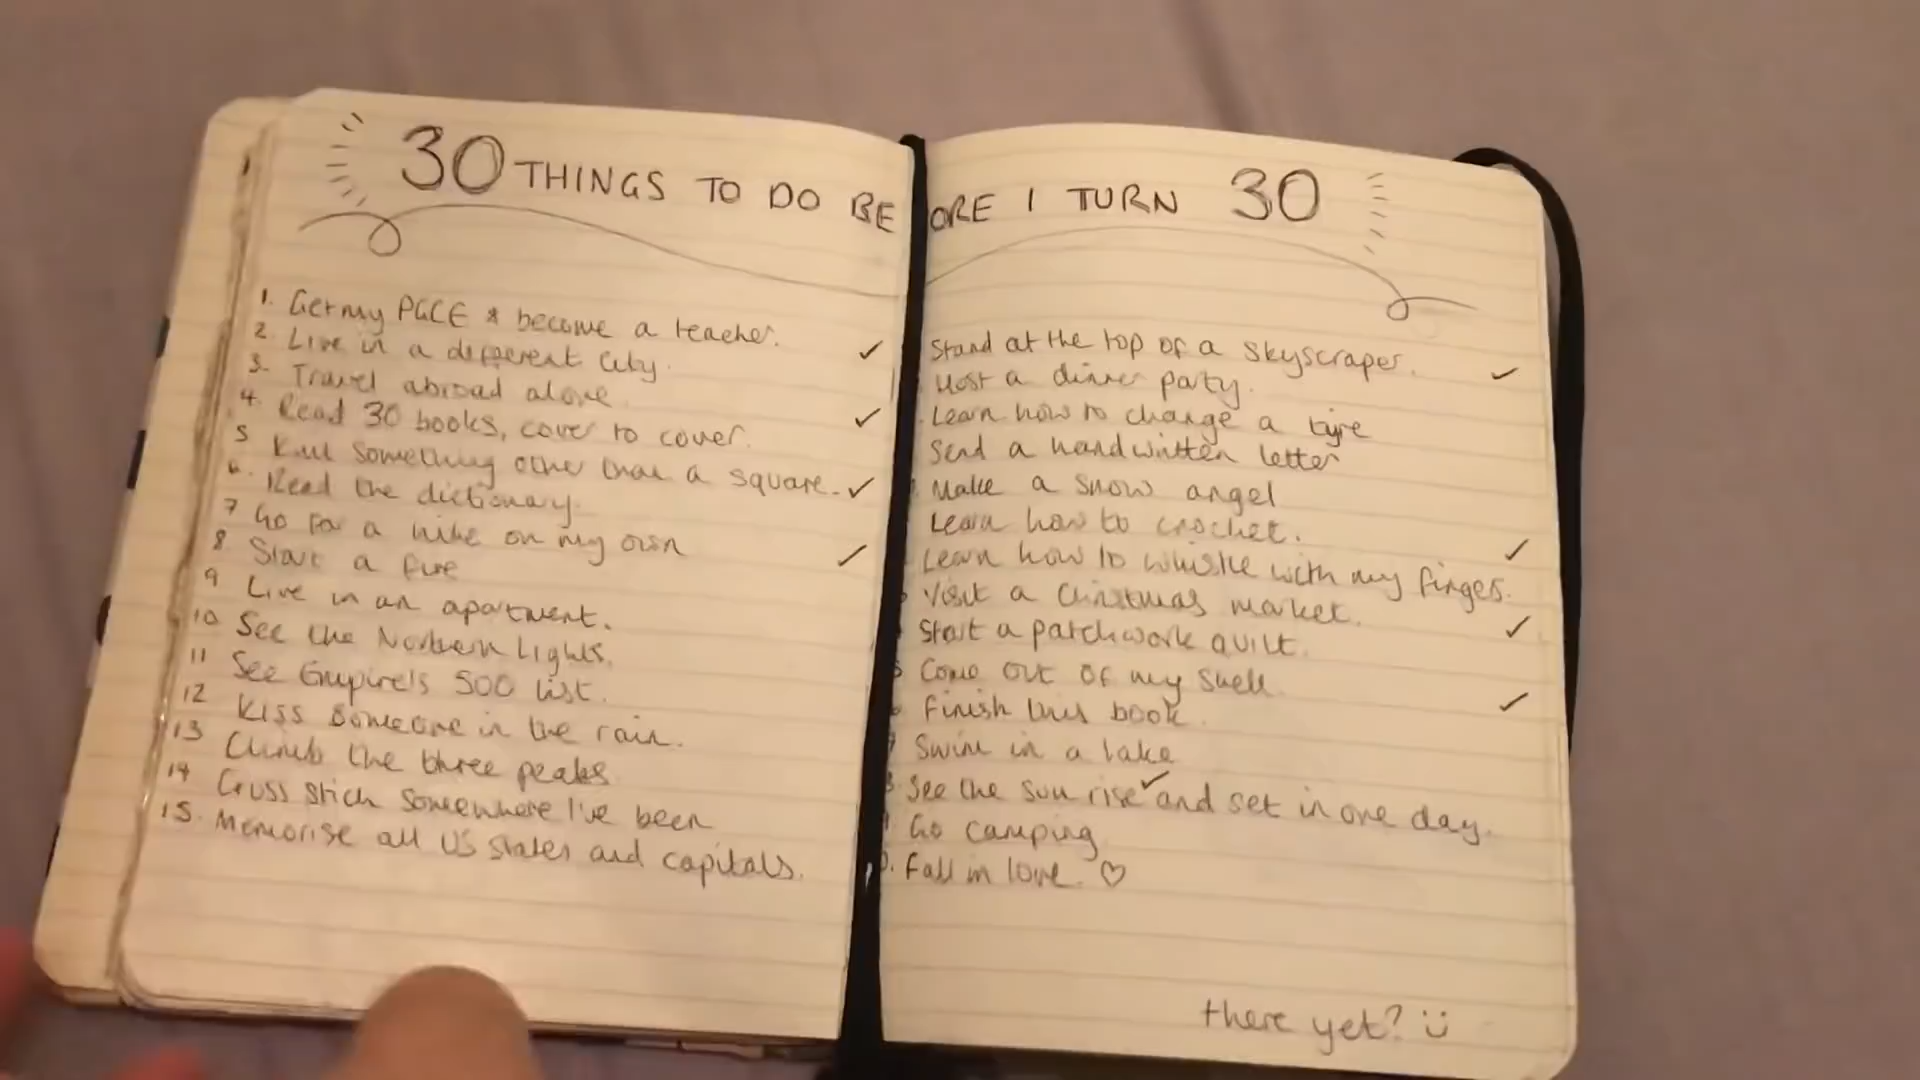 30 THINGS TO DO BE ORE I TURN 30
1. Get my PGCE & become a teacher.
2. Live in a different city.
3. Travel abroad alone.
4. Read 30 books, cover to cover.
5 Knit something other than a square.
6. Read the dictionary.
7 Go for a hike on my own
8. Start a fire
9 Live in an apartment.
10 See the Northern Lights.
11 See Empire's 500 list.
12 Kiss someone in the rain.
13 Climb the three peaks
14 Cross stich somewhere I've been
15. Memorise all US states and capitals.
Stand at the top of a skyscraper.
Host a dinner party.
Learn how to change a tyre
Send a handwritten letter
Make a snow angel
Learn how to crochet.
Learn how to whistle with my fingers.
Visit a Christmas market.
Start a patchwork quilt.
Come out of my shell.
Finish this book.
Swim in a lake
See the sun rise and set in one day.
Go camping
Fall in love. ♡
there yet?